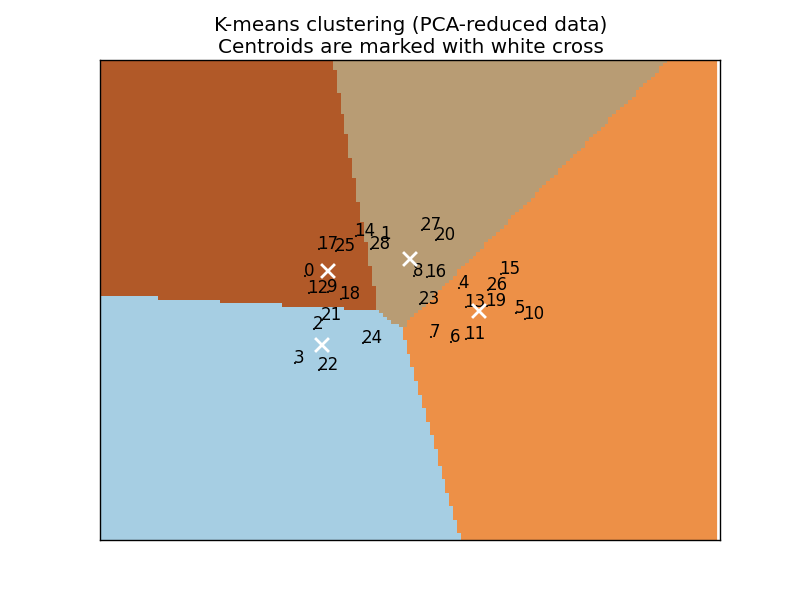 K-means clustering (PCA-reduced data)
Centroids are marked with white cross
27
14 1 20
17 25 28
0 8 16 15
12 9 18 4 26
23 13 19
21 5 10
2
24 7 6 11
3 22